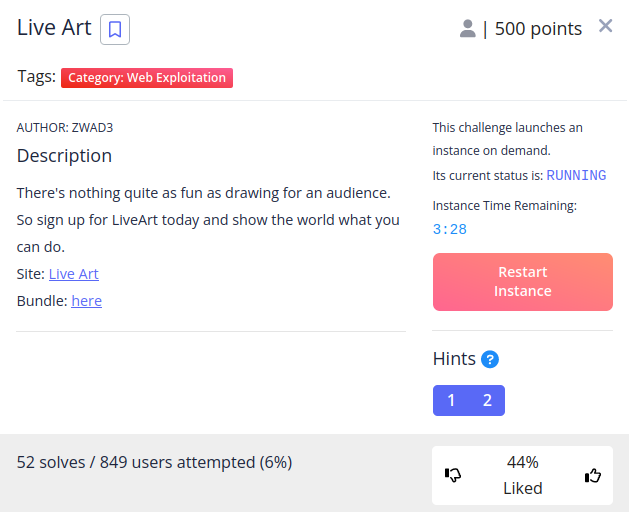 Live Art
| 500 points
Tags: Category: Web Exploitation
AUTHOR: ZWAD3
Description
There's nothing quite as fun as drawing for an audience.
So sign up for LiveArt today and show the world what you
can do.
Site: Live Art
Bundle: here
This challenge launches an
instance on demand.
Its current status is: RUNNING
Instance Time Remaining:
3:28
Restart
Instance
Hints ?
1 2
52 solves / 849 users attempted (6%)
44%
Liked